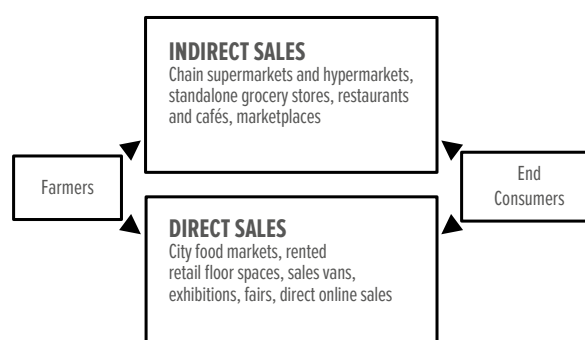 INDIRECT SALES
Chain supermarkets and hypermarkets,
standalone grocery stores, restaurants
and cafés, marketplaces
Farmers
End
Consumers
DIRECT SALES
City food markets, rented
retail floor spaces, sales vans,
exhibitions, fairs, direct online sales